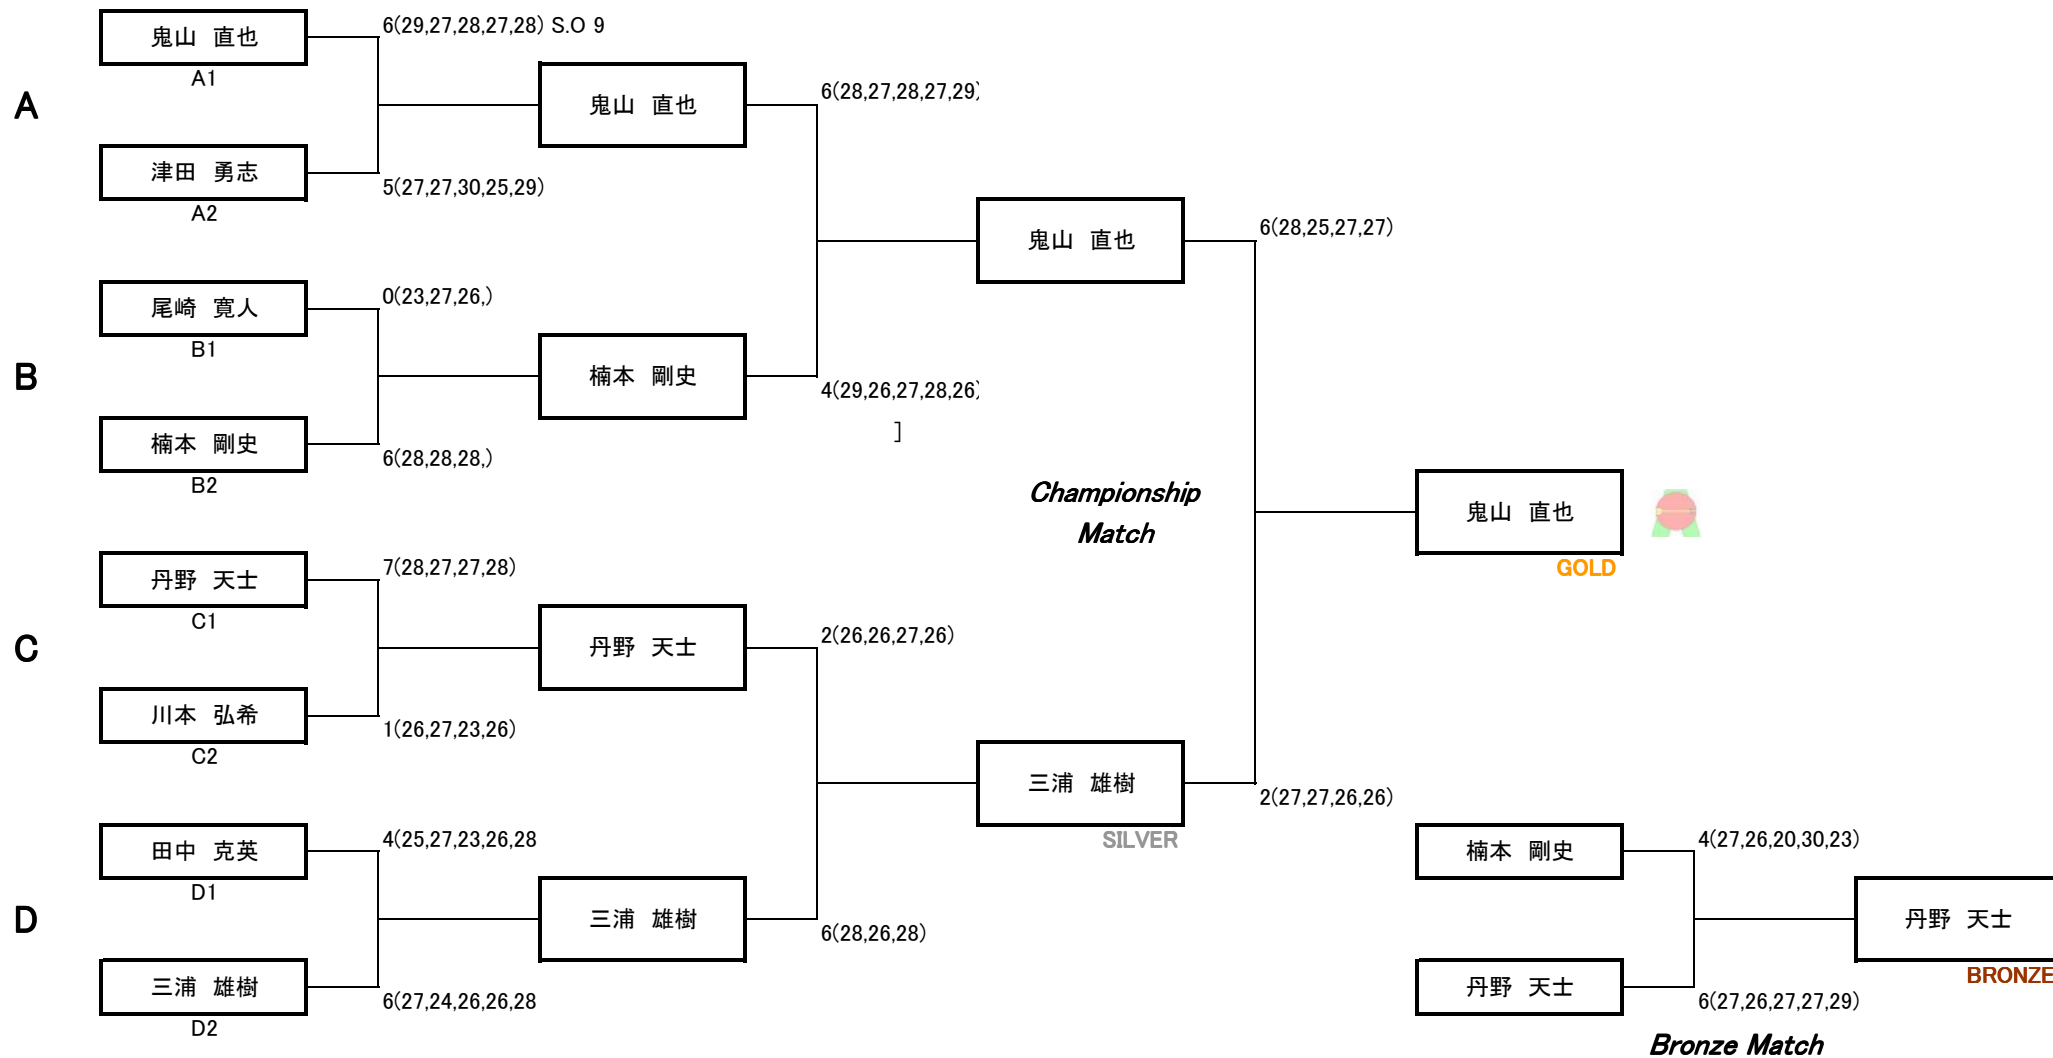 鬼山　直也
6(29,27,28,27,28) S.O 9
A1
鬼山　直也
6(28,27,28,27,29)
A
津田　勇志
5(27,27,30,25,29)
A2
鬼山　直也
6(28,25,27,27)
尾崎　寛人
0(23,27,26,)
B1
楠本　剛史
4(29,26,27,28,26)
]
B
楠本　剛史
6(28,28,28,)
B2
Championship
Match
鬼山　直也
GOLD
丹野　天士
7(28,27,27,28)
C1
丹野　天士
2(26,26,27,26)
C
川本　弘希
1(26,27,23,26)
C2
三浦　雄樹
2(27,27,26,26)
SILVER
田中　克英
4(25,27,23,26,28
D1
三浦　雄樹
6(28,26,28)
D
三浦　雄樹
6(27,24,26,26,28
D2
楠本　剛史
4(27,26,20,30,23)
丹野　天士
BRONZE
丹野　天士
6(27,26,27,27,29)
Bronze Match